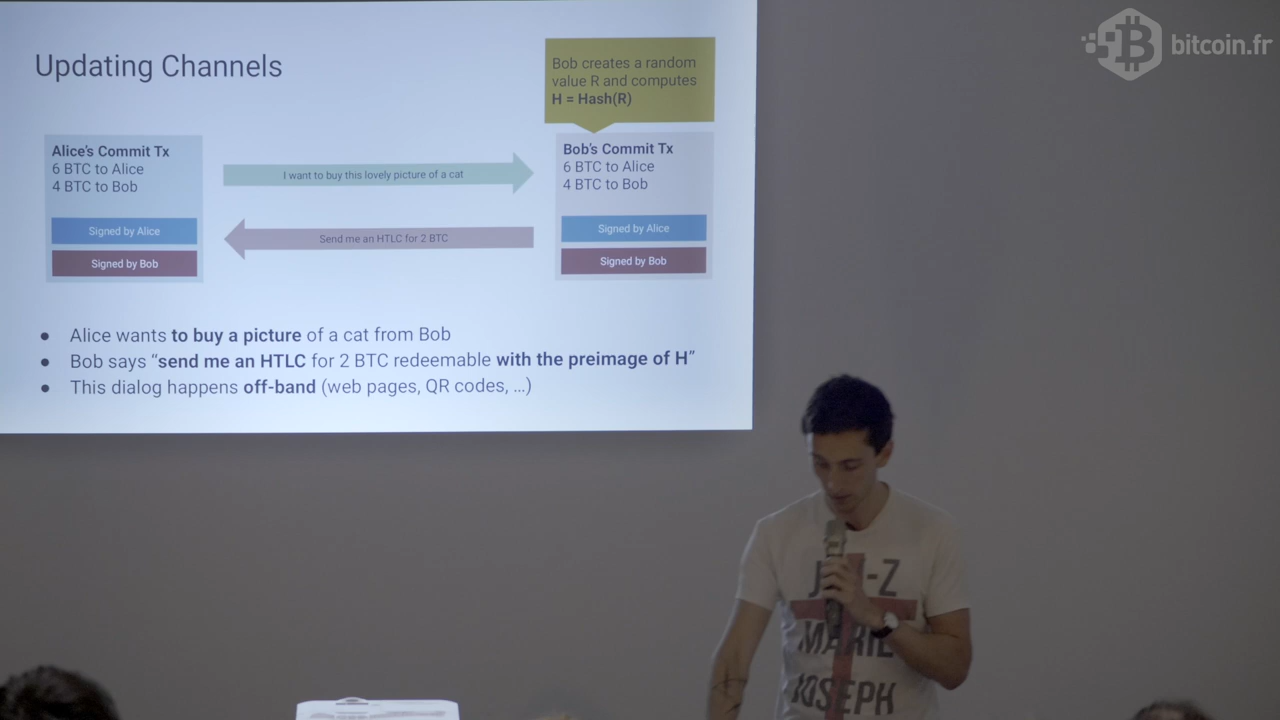 Updating Channels
Bob creates a random
value R and computes
H = Hash(R)
Alice's Commit Tx
6 BTC to Alice
4 BTC to Bob
Signed by Alice
Signed by Bob
I want to buy this lovely picture of a cat
Send me an HTLC for 2 BTC
Bob's Commit Tx
6 BTC to Alice
4 BTC to Bob
Signed by Alice
Signed by Bob
● Alice wants to buy a picture of a cat from Bob
● Bob says “send me an HTLC for 2 BTC redeemable with the preimage of H”
● This dialog happens off-band (web pages, QR codes, ...)
bitcoin.fr
MARIE
JOSEPH